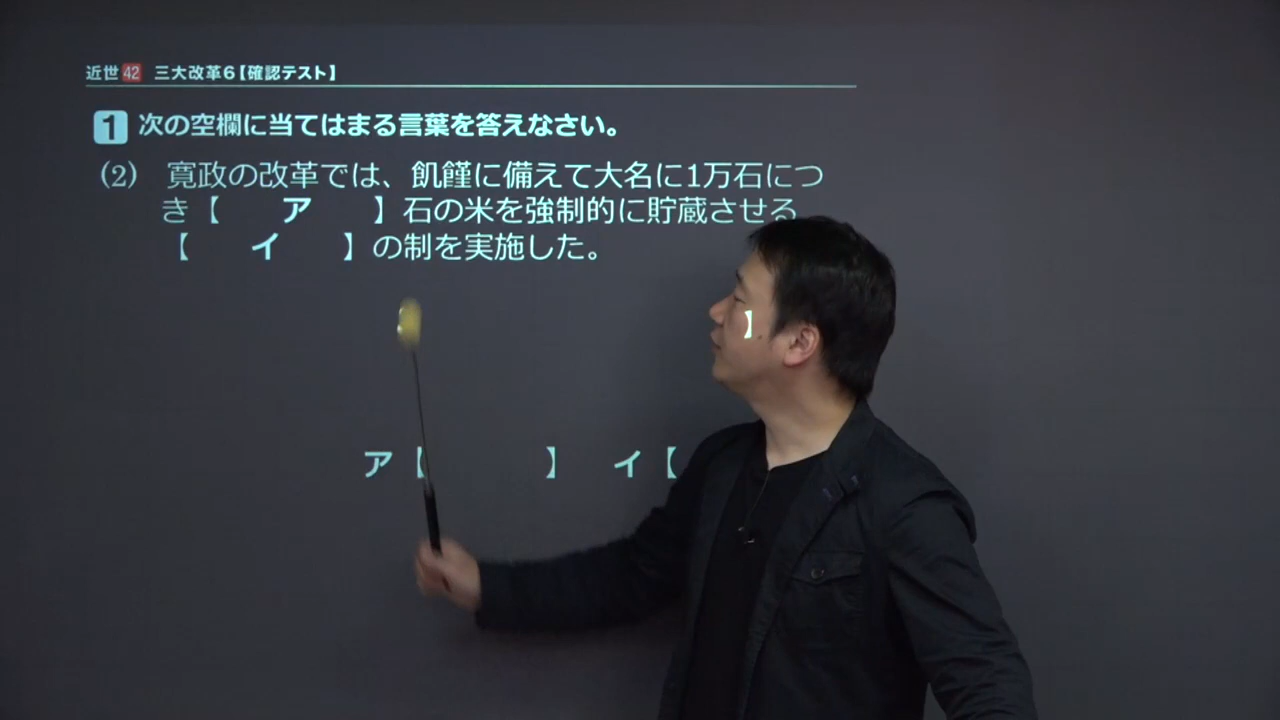 近世42 三大改革6【確認テスト】
1 次の空欄に当てはまる言葉を答えなさい。
(2) 寛政の改革では、飢饉に備えて大名に1万石につ
き【 ア 】石の米を強制的に貯蔵させる
【 イ 】の制を実施した。
ア【 】 イ【 】